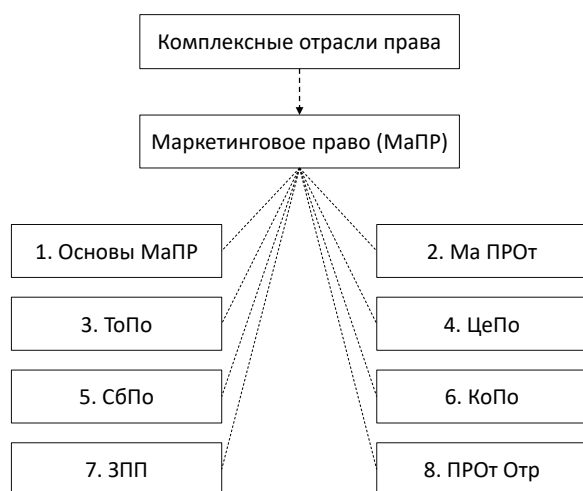 Комплексные отрасли права
Маркетинговое право (МаПР)
1. Основы МаПР
2. Ма ПРОт
3. ТоПо
4. ЦеПо
5. СбПо
6. КоПо
7. ЗПП
8. ПРОт Отр